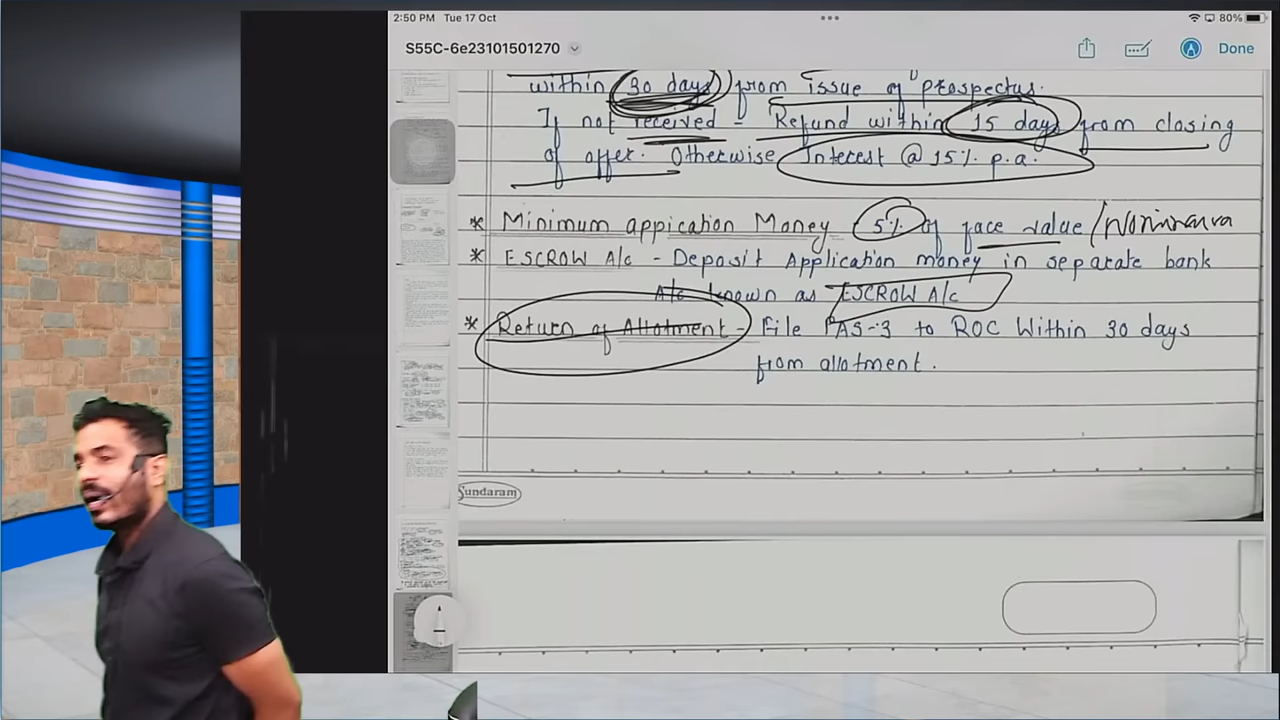 2:50 PM Tue 17 Oct
80%
S55C-6e23101501270
Done
within 30 days from issue of prospectus.
If not received - Refund within 15 days from closing
of offer. Otherwise Interest @ 15% p.a.
* Minimum appication Money 5% of face value /
* ESCROW A/c - Deposit Application money in separate bank
A/c known as ESCROW A/c
* Return of Allotment - File PAS-3 to ROC Within 30 days
from allotment.
Sundaram